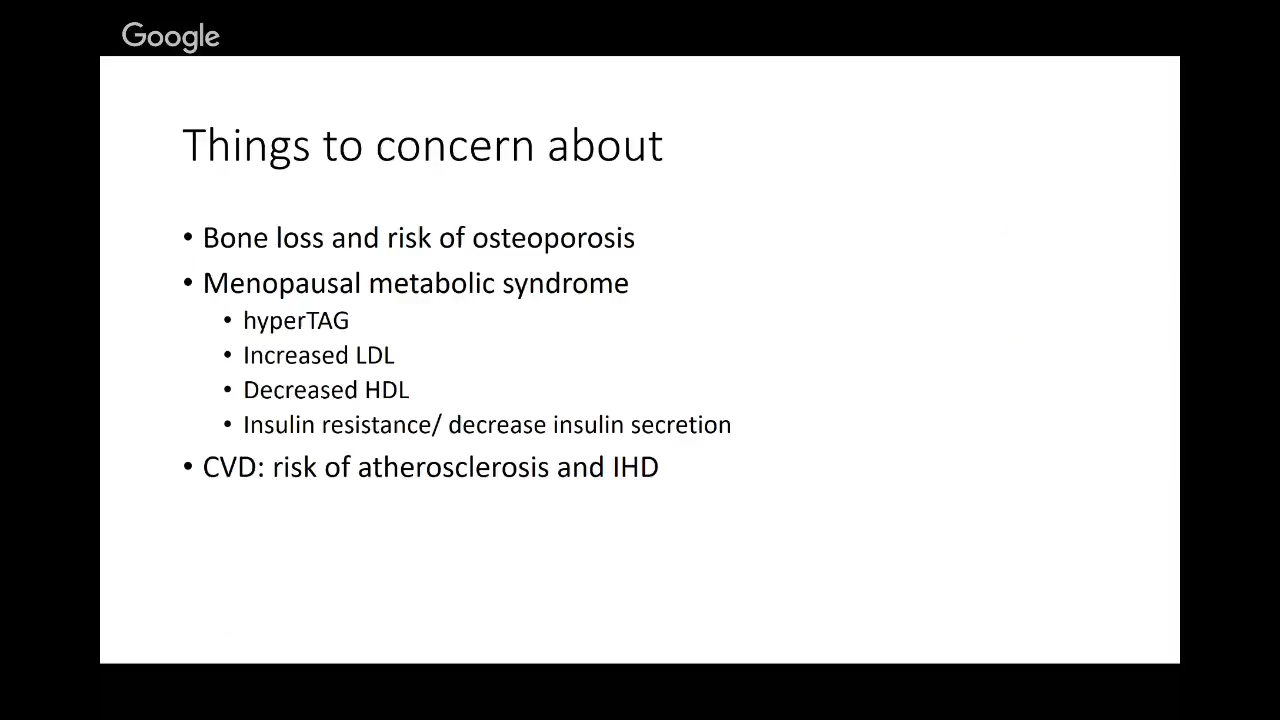 Google
Things to concern about
• Bone loss and risk of osteoporosis
• Menopausal metabolic syndrome
• hyperTAG
• Increased LDL
• Decreased HDL
• Insulin resistance/ decrease insulin secretion
• CVD: risk of atherosclerosis and IHD